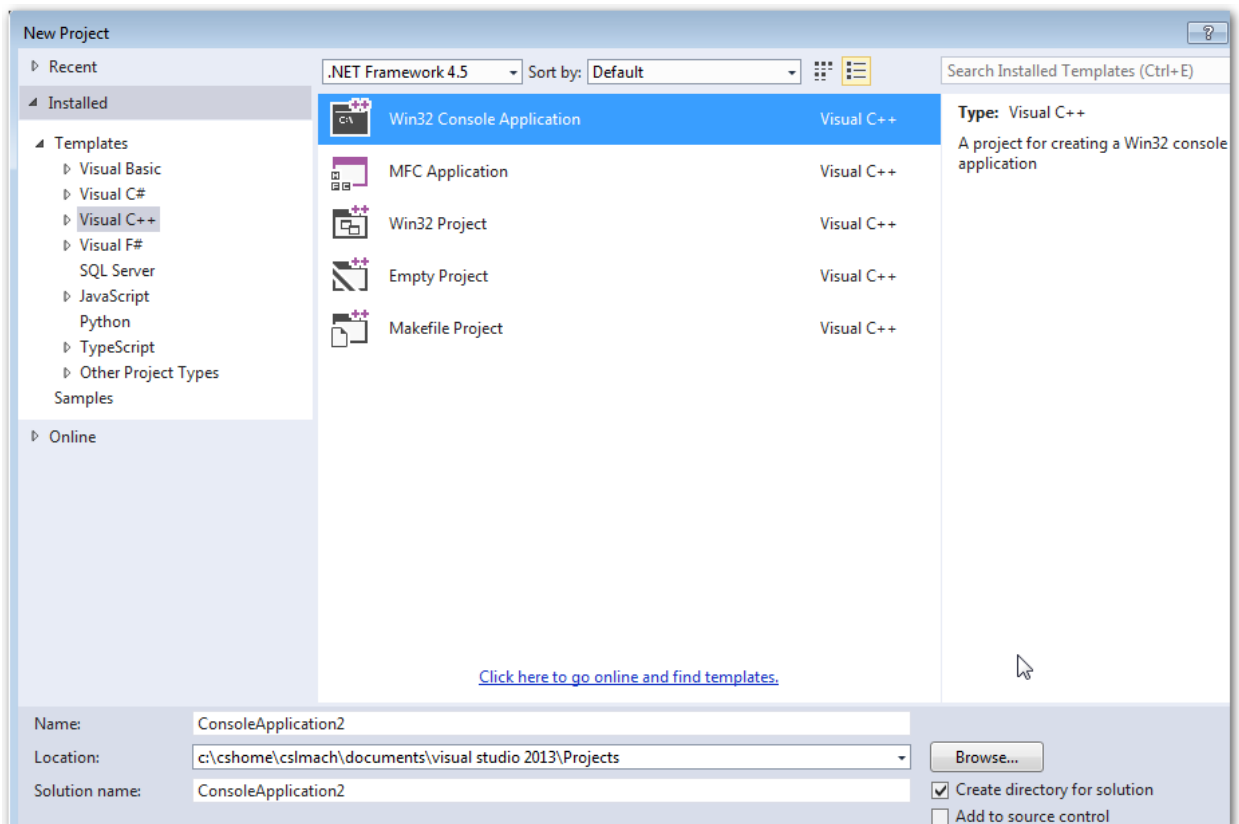 New Project
?
Recent
.NET Framework 4.5
Sort by: Default
Search Installed Templates (Ctrl+E)
Installed
Templates
Visual Basic
Visual C#
Visual C++
Visual F#
SQL Server
JavaScript
Python
TypeScript
Other Project Types
Samples
Online
C:\
Win32 Console Application Visual C++
MFC Application Visual C++
Win32 Project Visual C++
Empty Project Visual C++
Makefile Project Visual C++
Click here to go online and find templates.
Type: Visual C++
A project for creating a Win32 console
application
Name: ConsoleApplication2
Location: c:\cshome\cslmach\documents\visual studio 2013\Projects
Browse...
Solution name: ConsoleApplication2
Create directory for solution
Add to source control